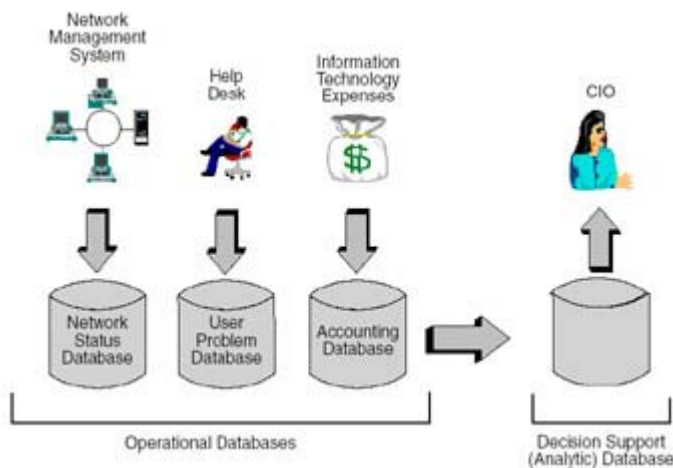 Network
Management
System
Help
Desk
Information
Technology
Expenses
CIO
$
Network
Status
Database
User
Problem
Database
Accounting
Database
Operational Databases
Decision Support
(Analytic) Database